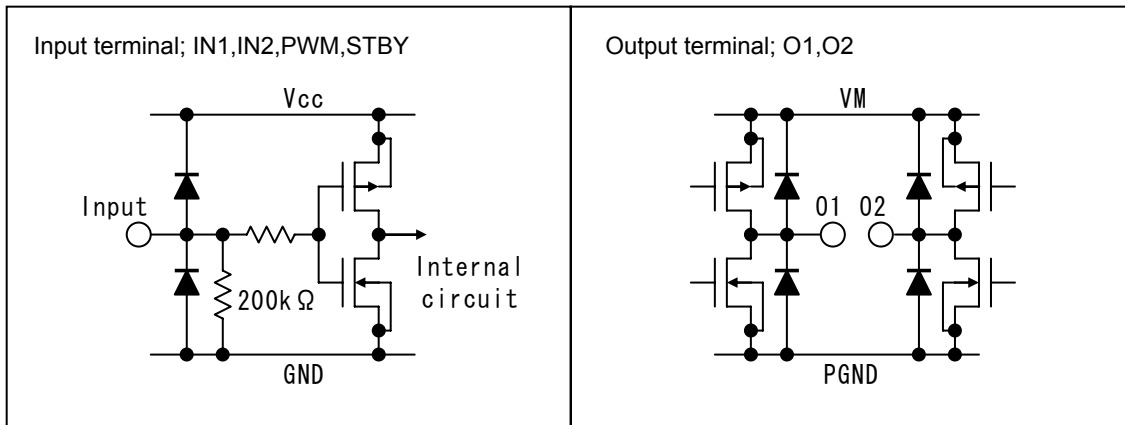 Input terminal; IN1,IN2,PWM,STBY
Vcc
Input
Internal
circuit
200kΩ
GND
Output terminal; O1,O2
VM
O1 O2
PGND